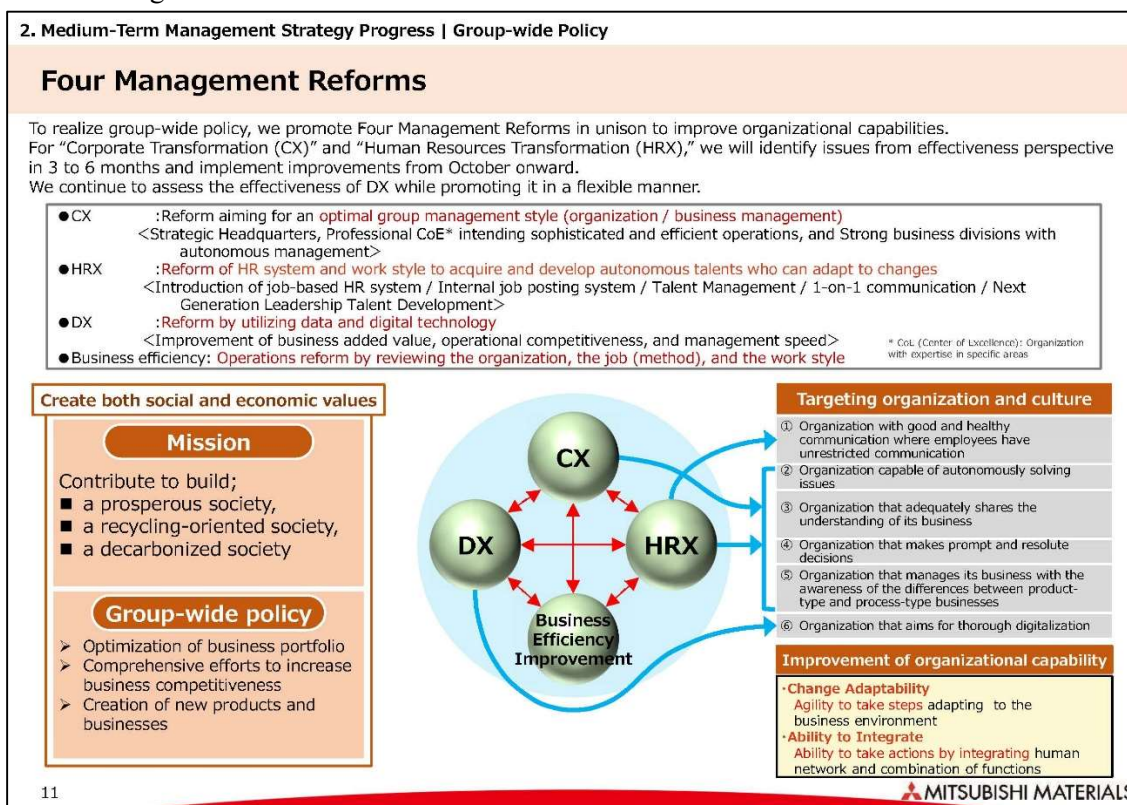 2. Medium-Term Management Strategy Progress | Group-wide Policy
Four Management Reforms
To realize group-wide policy, we promote Four Management Reforms in unison to improve organizational capabilities.
For “Corporate Transformation (CX)” and “Human Resources Transformation (HRX),” we will identify issues from effectiveness perspective
in 3 to 6 months and implement improvements from October onward.
We continue to assess the effectiveness of DX while promoting it in a flexible manner.
●CX :Reform aiming for an optimal group management style (organization / business management)
<Strategic Headquarters, Professional CoE* intending sophisticated and efficient operations, and Strong business divisions with
autonomous management>
●HRX :Reform of HR system and work style to acquire and develop autonomous talents who can adapt to changes
<Introduction of job-based HR system / Internal job posting system / Talent Management / 1-on-1 communication / Next
Generation Leadership Talent Development>
●DX :Reform by utilizing data and digital technology
<Improvement of business added value, operational competitiveness, and management speed>
●Business efficiency: Operations reform by reviewing the organization, the job (method), and the work style
* CoE (Center of Excellence): Organization
with expertise in specific areas
Create both social and economic values
Mission
Contribute to build;
■ a prosperous society,
■ a recycling-oriented society,
■ a decarbonized society
Group-wide policy
➢ Optimization of business portfolio
➢ Comprehensive efforts to increase
business competitiveness
➢ Creation of new products and
businesses
CX
DX
HRX
Business
Efficiency
Improvement
Targeting organization and culture
① Organization with good and healthy
communication where employees have
unrestricted communication
② Organization capable of autonomously solving
issues
③ Organization that adequately shares the
understanding of its business
④ Organization that makes prompt and resolute
decisions
⑤ Organization that manages its business with the
awareness of the differences between product-
type and process-type businesses
⑥ Organization that aims for thorough digitalization
Improvement of organizational capability
・Change Adaptability
Agility to take steps adapting to the
business environment
・Ability to Integrate
Ability to take actions by integrating human
network and combination of functions
11
MITSUBISHI MATERIALS